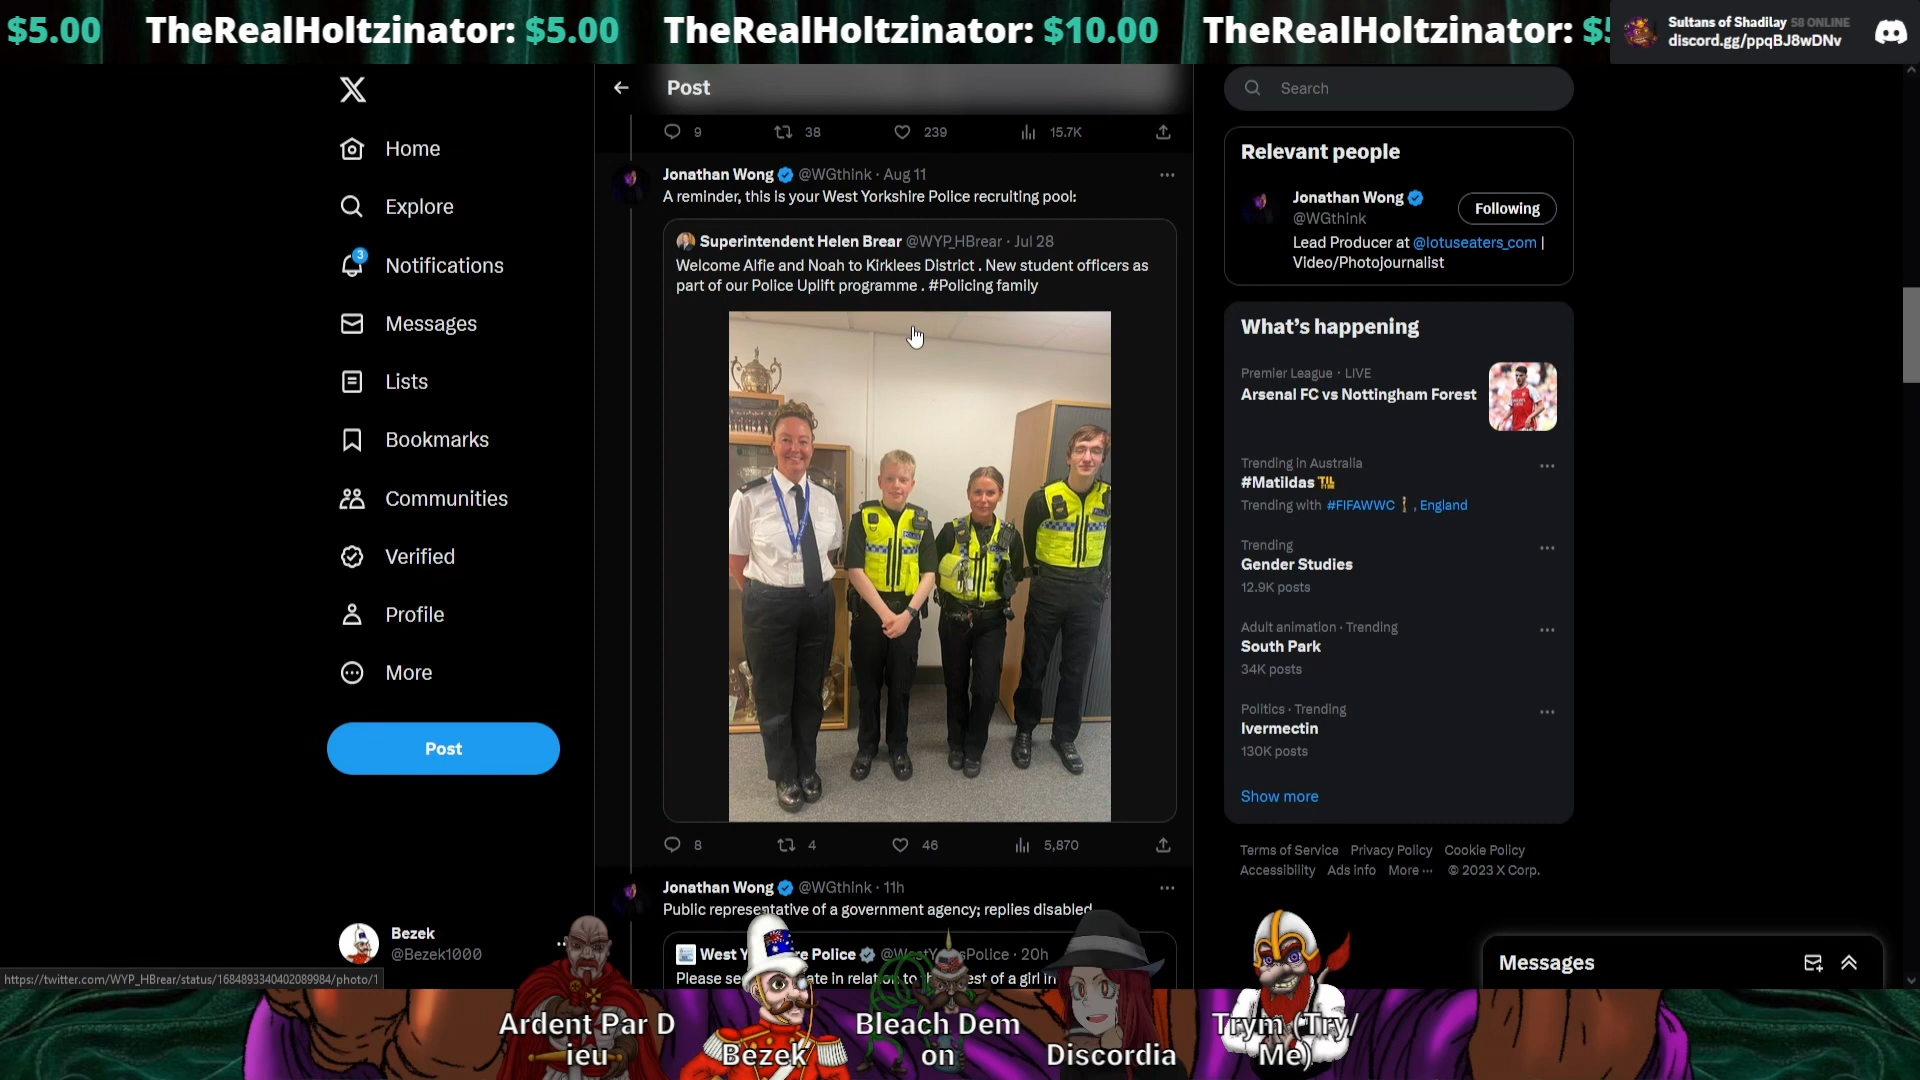 $5.00 TheRealHoltzinator: $5.00 TheRealHoltzinator: $10.00 TheRealHoltzinator:
Sultans of Shadilay 58 ONLINE
discord.gg/ppqBJ8wDNv
X
Home
Explore
3
Notifications
Messages
Lists
Bookmarks
Communities
Verified
Profile
More
Post
Bezek
@Bezek1000
https://twitter.com/WYP_HBrear/status/1684893340402089984/photo/1
Post
9 38 239 15.7K
Jonathan Wong @WGthink · Aug 11
A reminder, this is your West Yorkshire Police recruiting pool:
Superintendent Helen Brear @WYP_HBrear · Jul 28
Welcome Alfie and Noah to Kirklees District . New student officers as
part of our Police Uplift programme . #Policing family
8 4 46 5,870
Jonathan Wong @WGthink · 11h
Public representative of a government agency; replies disabled
West Police · 20h
Search
Relevant people
Jonathan Wong
@WGthink
Following
Lead Producer at @lotuseaters_com |
Video/Photojournalist
What's happening
Premier League · LIVE
Arsenal FC vs Nottingham Forest
Trending in Australia
#Matildas
Trending with #FIFAWWC , England
Trending
Gender Studies
12.9K posts
Adult animation · Trending
South Park
34K posts
Politics · Trending
Ivermectin
130K posts
Show more
Terms of Service Privacy Policy Cookie Policy
Accessibility Ads info More ··· © 2023 X Corp.
Messages
Ardent Par D
ieu
Bezek
Bleach Dem
on
Discordia
Trym (Try/
Me)